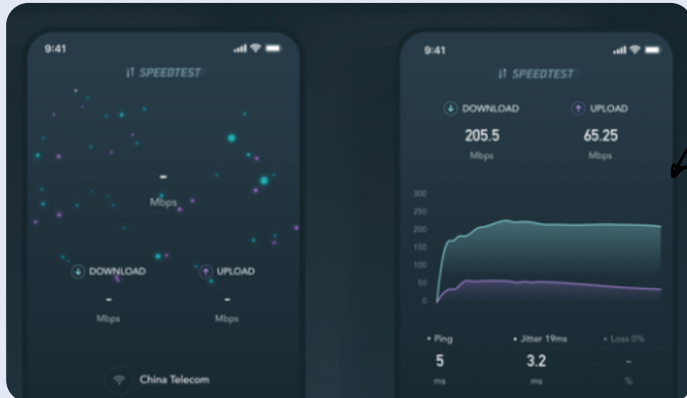 9:41
SPEEDTEST
-
Mbps
DOWNLOAD UPLOAD
- -
Mbps Mbps
China Telecom
9:41
SPEEDTEST
DOWNLOAD UPLOAD
205.5 65.25
Mbps Mbps
300
250
200
150
100
50
0
• Ping • Jitter 19ms • Loss 0%
5 3.2 -
ms ms %